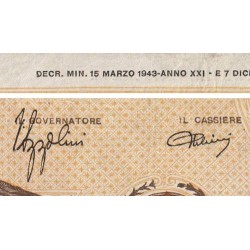 DECR. MIN. 15 MARZO 1943-ANNO XXI - E 7 DIC
IL GOVERNATORE IL CASSIERE